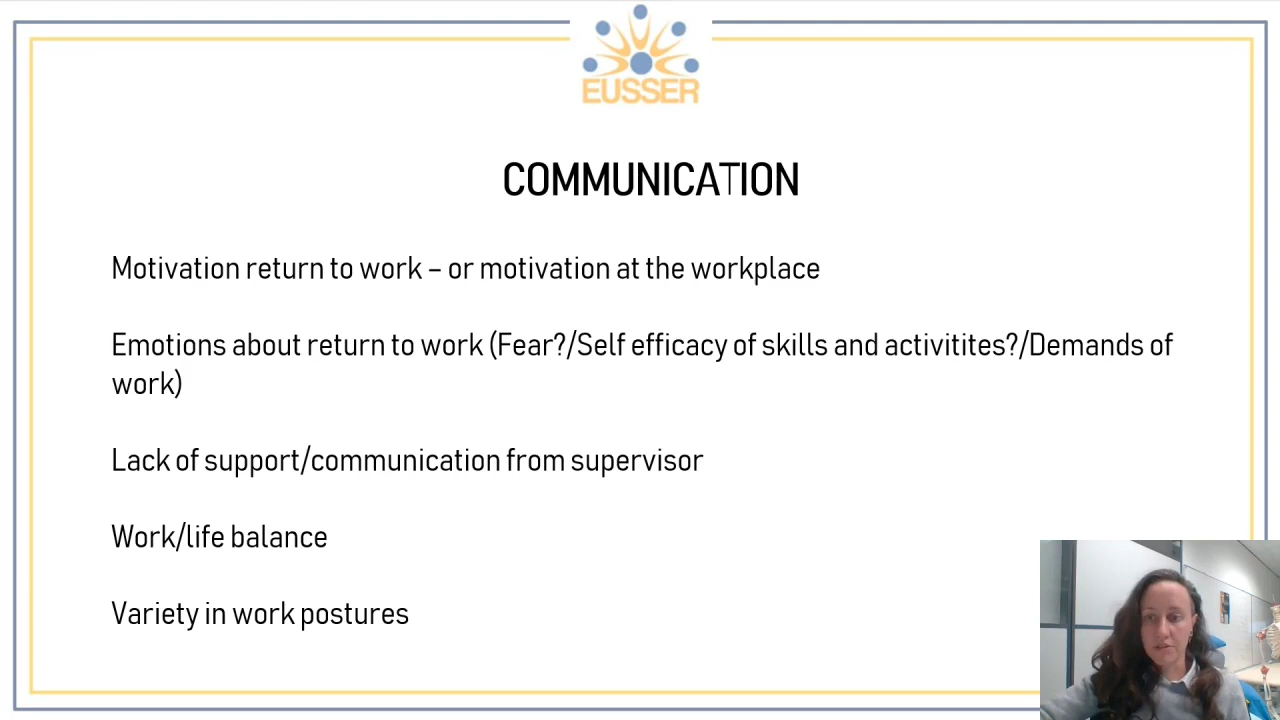 EUSSER
COMMUNICATION
Motivation return to work – or motivation at the workplace
Emotions about return to work (Fear?/Self efficacy of skills and activitites?/Demands of
work)
Lack of support/communication from supervisor
Work/life balance
Variety in work postures